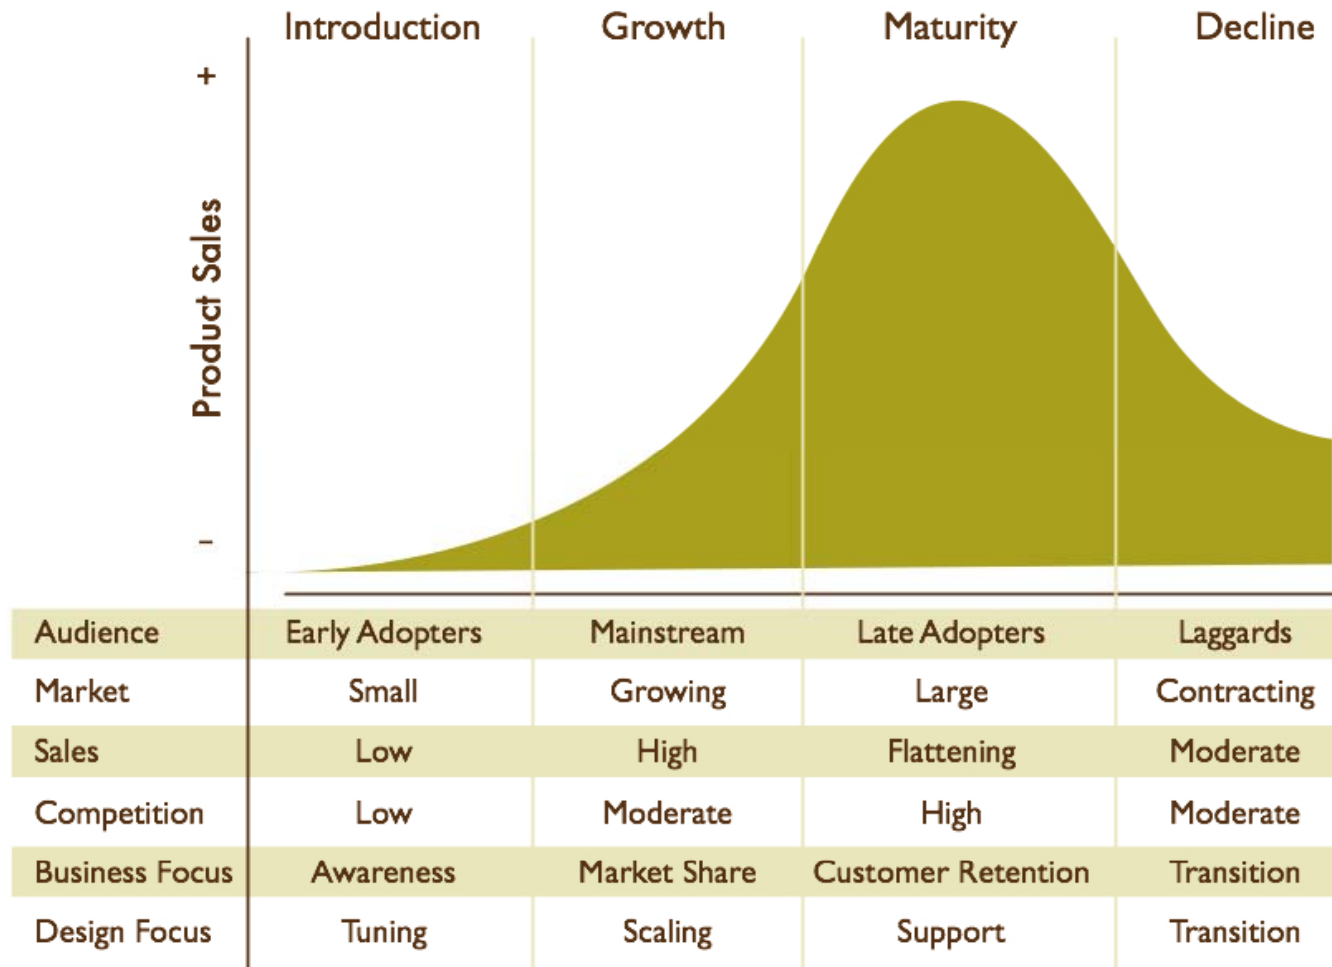 Introduction Growth Maturity Decline
+
Product Sales
-
Audience Early Adopters Mainstream Late Adopters Laggards
Market Small Growing Large Contracting
Sales Low High Flattening Moderate
Competition Low Moderate High Moderate
Business Focus Awareness Market Share Customer Retention Transition
Design Focus Tuning Scaling Support Transition